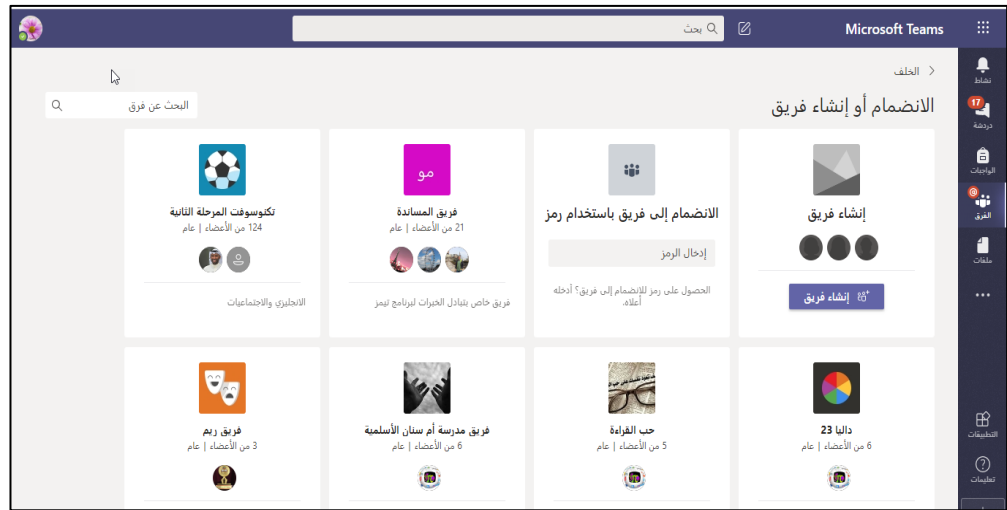 Microsoft Teams
بحث
نشاط
17
دردشة
الواجبات
@
الفرق
ملفات
التطبيقات
تعليمات
الخلف
الانضمام أو إنشاء فريق
البحث عن فرق
إنشاء فريق
إنشاء فريق
الانضمام إلى فريق باستخدام رمز
إدخال الرمز
الحصول على رمز للانضمام إلى فريق؟ أدخله
أعلاه.
مو
فريق المساندة
21 من الأعضاء | عام
فريق خاص بتبادل الخبرات لبرنامج تيمز
تكنوسوفت المرحلة الثانية
124 من الأعضاء | عام
الانجليزي والاجتماعيات
داليا 23
6 من الأعضاء | عام
حب القراءة
5 من الأعضاء | عام
فريق مدرسة أم سنان الأسلمية
6 من الأعضاء | عام
فريق ريم
3 من الأعضاء | عام